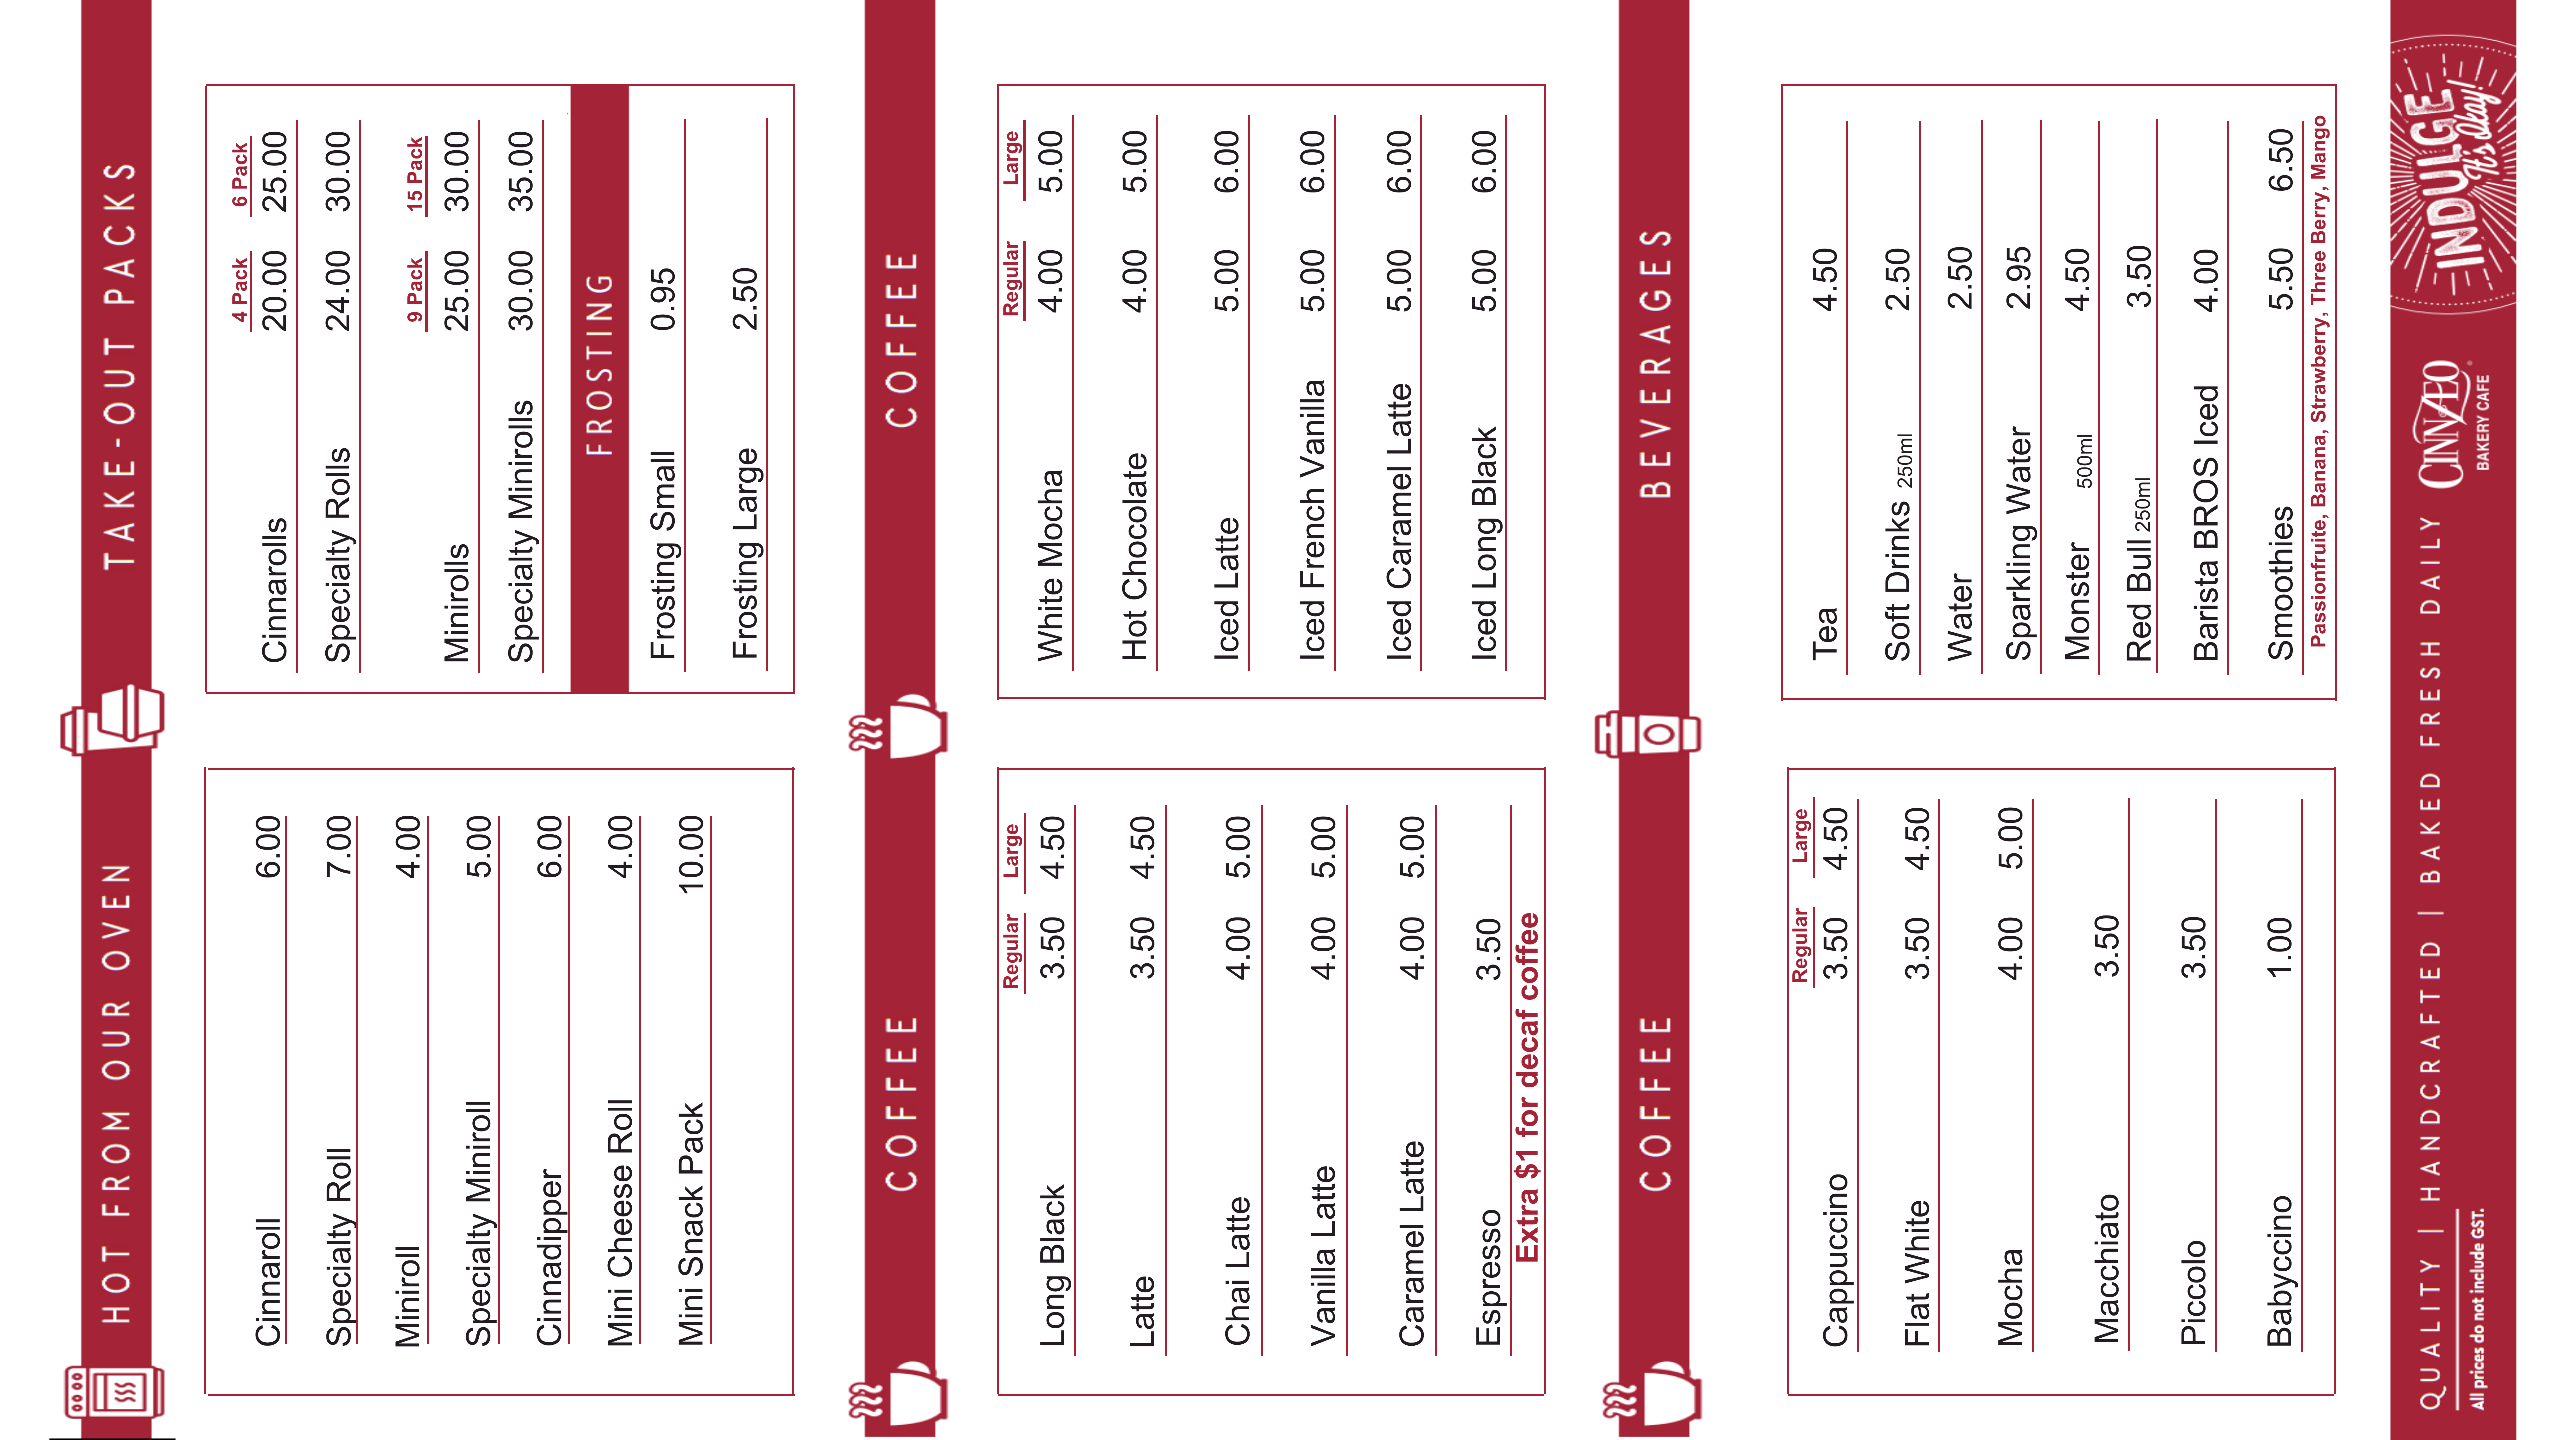 HOT FROM OUR OVEN
Cinnaroll 6.00
Specialty Roll 7.00
Miniroll 4.00
Specialty Miniroll 5.00
Cinnadipper 6.00
Mini Cheese Roll 4.00
Mini Snack Pack 10.00
TAKE-OUT PACKS
4 Pack 6 Pack
Cinnarolls 20.00 25.00
Specialty Rolls 24.00 30.00
9 Pack 15 Pack
Minirolls 25.00 30.00
Specialty Minirolls 30.00 35.00
FROSTING
Frosting Small 0.95
Frosting Large 2.50
COFFEE
Regular Large
Long Black 3.50 4.50
Latte 3.50 4.50
Chai Latte 4.00 5.00
Vanilla Latte 4.00 5.00
Caramel Latte 4.00 5.00
Espresso 3.50
Extra $1 for decaf coffee
COFFEE
Regular Large
White Mocha 4.00 5.00
Hot Chocolate 4.00 5.00
Iced Latte 5.00 6.00
Iced French Vanilla 5.00 6.00
Iced Caramel Latte 5.00 6.00
Iced Long Black 5.00 6.00
COFFEE
Regular Large
Cappuccino 3.50 4.50
Flat White 3.50 4.50
Mocha 4.00 5.00
Macchiato 3.50
Piccolo 3.50
Babyccino 1.00
BEVERAGES
Tea 4.50
Soft Drinks 250ml 2.50
Water 2.50
Sparkling Water 2.95
Monster 500ml 4.50
Red Bull 250ml 3.50
Barista BROS Iced 4.00
Smoothies 5.50 6.50
Passionfruite, Banana, Strawberry, Three Berry, Mango
QUALITY | HANDCRAFTED | BAKED FRESH DAILY
All prices do not include GST.
CINNZEO
BAKERY CAFE
INDULGE
It's Okay!